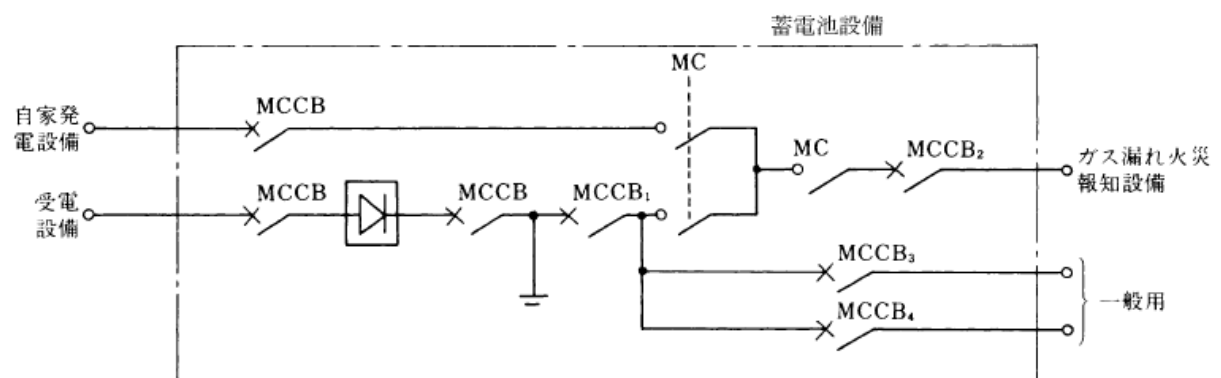 蓄電池設備
MC
自家発
電設備
MCCB
MC
MCCB₂
ガス漏れ火災
報知設備
受電
設備
MCCB
MCCB
MCCB₁
MCCB₃
MCCB₄
一般用